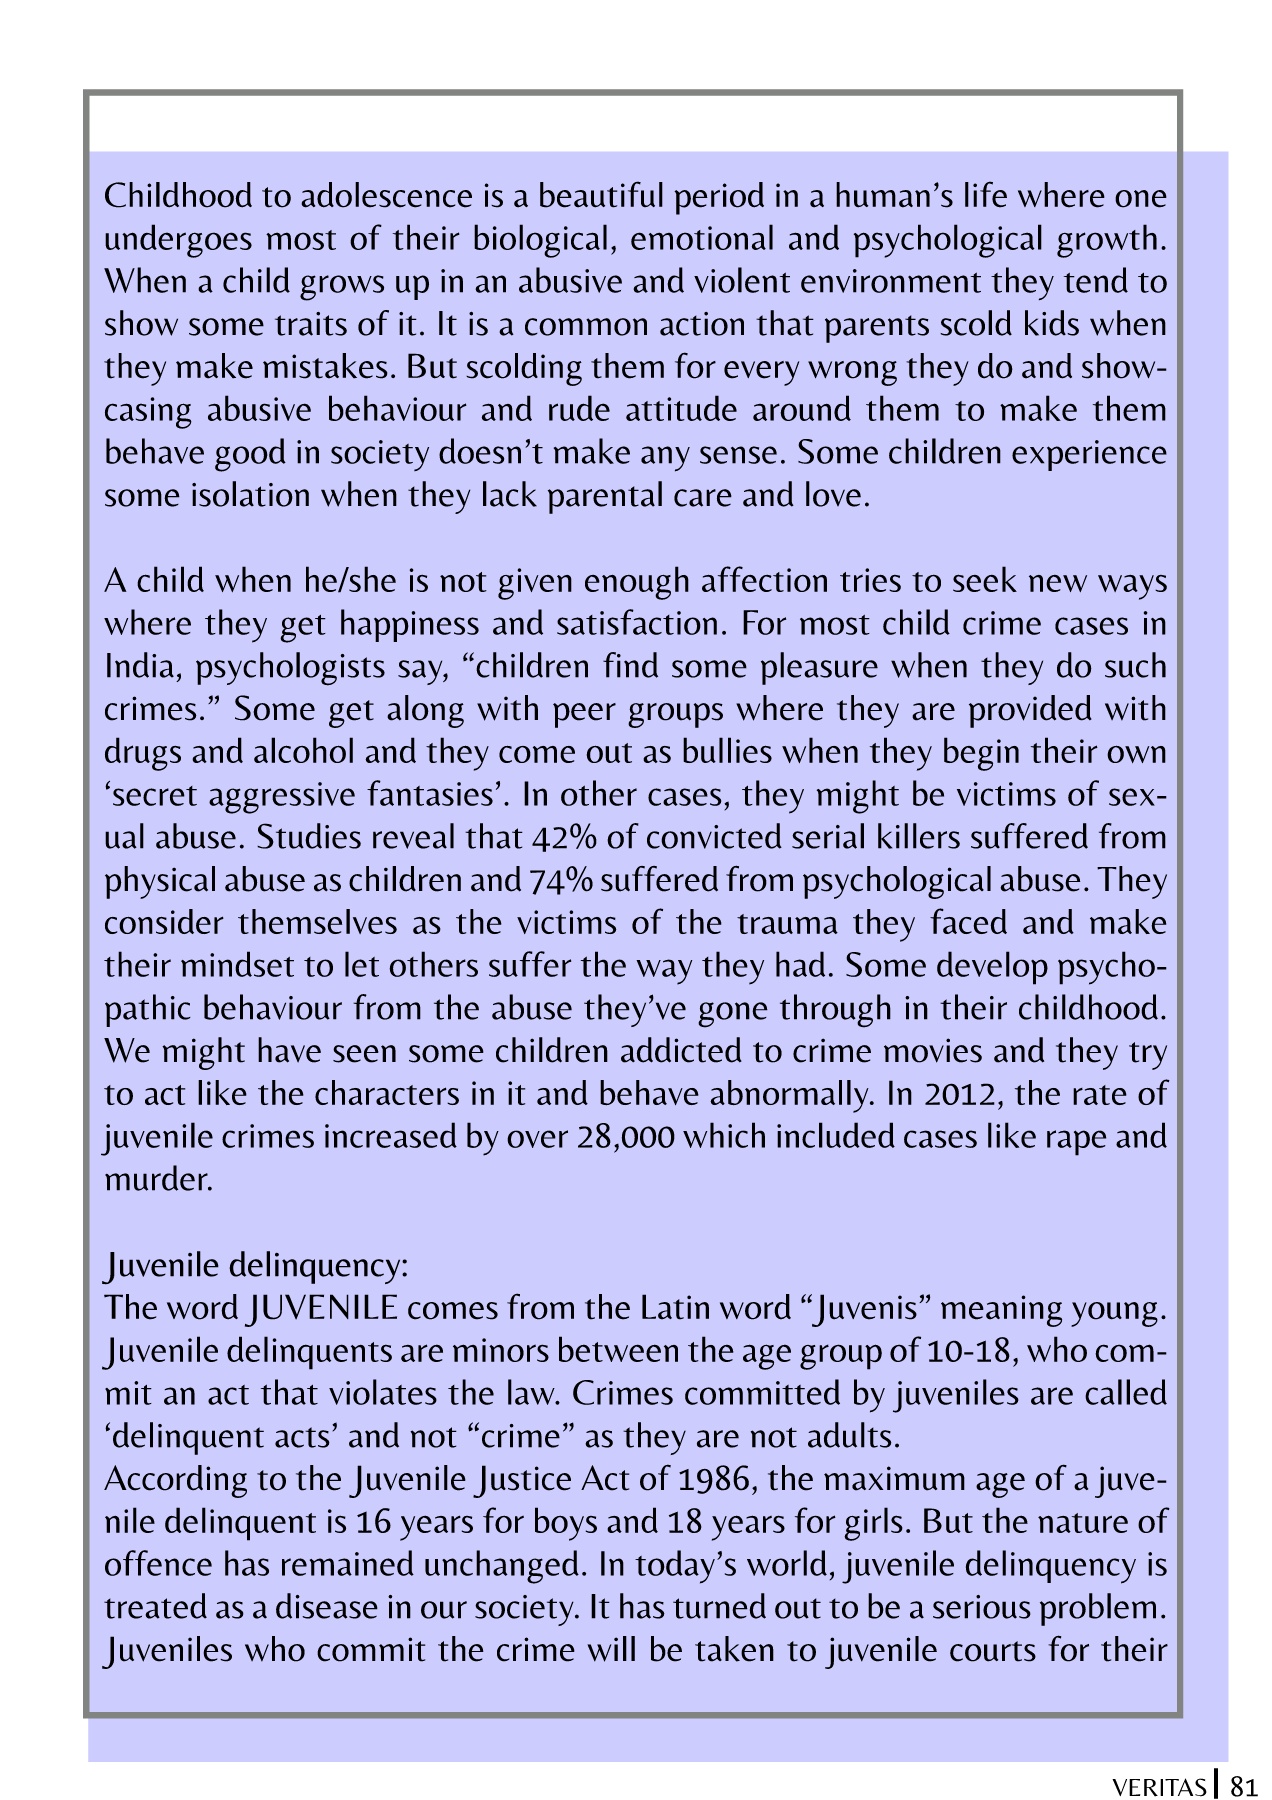 Childhood to adolescence is a beautiful period in a human’s life where one
undergoes most of their biological, emotional and psychological growth.
When a child grows up in an abusive and violent environment they tend to
show some traits of it. It is a common action that parents scold kids when
they make mistakes. But scolding them for every wrong they do and show-
casing abusive behaviour and rude attitude around them to make them
behave good in society doesn’t make any sense. Some children experience
some isolation when they lack parental care and love.
A child when he/she is not given enough affection tries to seek new ways
where they get happiness and satisfaction. For most child crime cases in
India, psychologists say, “children find some pleasure when they do such
crimes.” Some get along with peer groups where they are provided with
drugs and alcohol and they come out as bullies when they begin their own
‘secret aggressive fantasies’. In other cases, they might be victims of sex-
ual abuse. Studies reveal that 42% of convicted serial killers suffered from
physical abuse as children and 74% suffered from psychological abuse. They
consider themselves as the victims of the trauma they faced and make
their mindset to let others suffer the way they had. Some develop psycho-
pathic behaviour from the abuse they’ve gone through in their childhood.
We might have seen some children addicted to crime movies and they try
to act like the characters in it and behave abnormally. In 2012, the rate of
juvenile crimes increased by over 28,000 which included cases like rape and
murder.
Juvenile delinquency:
The word JUVENILE comes from the Latin word “Juvenis” meaning young.
Juvenile delinquents are minors between the age group of 10-18, who com-
mit an act that violates the law. Crimes committed by juveniles are called
‘delinquent acts’ and not “crime” as they are not adults.
According to the Juvenile Justice Act of 1986, the maximum age of a juve-
nile delinquent is 16 years for boys and 18 years for girls. But the nature of
offence has remained unchanged. In today’s world, juvenile delinquency is
treated as a disease in our society. It has turned out to be a serious problem.
Juveniles who commit the crime will be taken to juvenile courts for their
VERITAS | 81